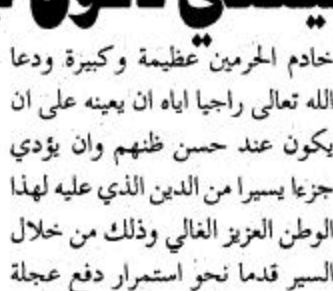 خادم الحرمين عظيمة وكبيرة ودعا
الله تعالى راجيا اياه ان يعينه على ان
يكون عند حسن ظنهم وان يؤدي
جزءا يسيرا من الدين الذي عليه لهذا
الوطن العزيز الغالي وذلك من خلال
السير قدما نحو استمرار دفع عجلة